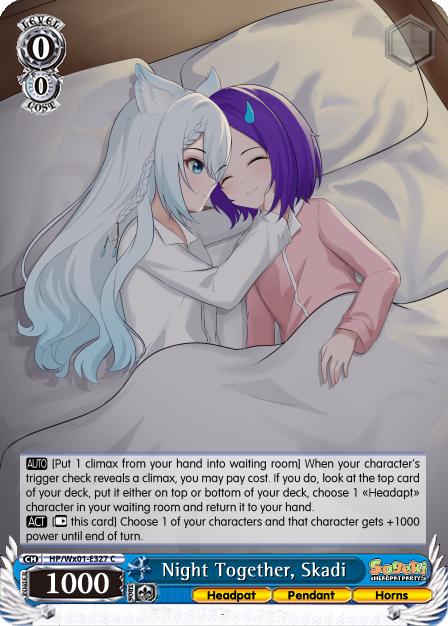 LEVEL
0
0
COST
AUTO [Put 1 climax from your hand into waiting room] When your character's
trigger check reveals a climax, you may pay cost. If you do, look at the top card
of your deck, put it either on top or bottom of your deck, choose 1 «Headapt»
character in your waiting room and return it to your hand.
ACT [ this card] Choose 1 of your characters and that character gets +1000
power until end of turn.
CH HP/Wx01-E327 C
POWER 1000 SOUL Night Together, Skadi
Headpat Pendant Horns
HEADPAT PARTY
-